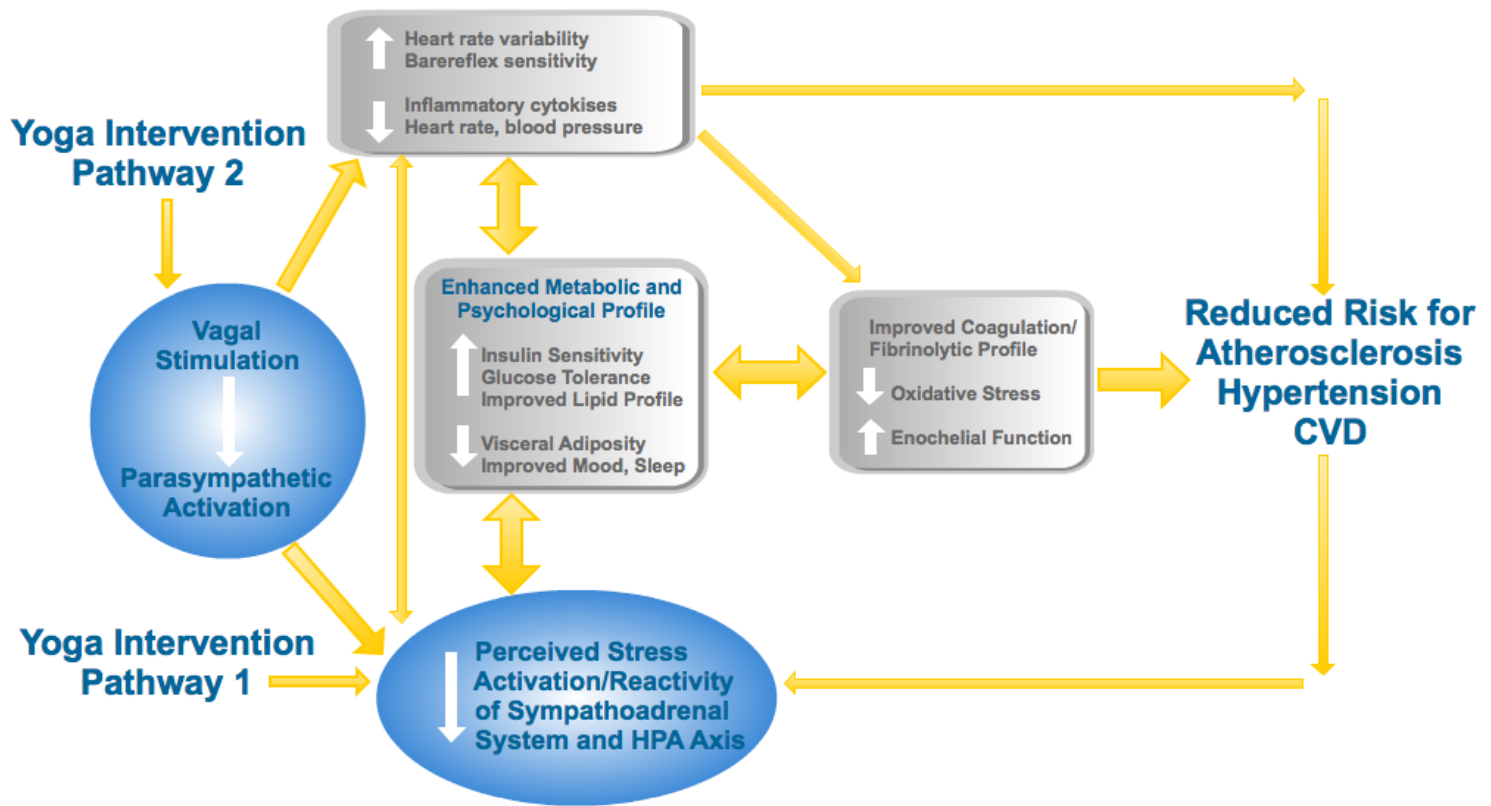 Heart rate variability
Barereflex sensitivity
Inflammatory cytokises
Heart rate, blood pressure
Yoga Intervention
Pathway 2
Vagal
Stimulation
Parasympathetic
Activation
Enhanced Metabolic and
Psychological Profile
Insulin Sensitivity
Glucose Tolerance
Improved Lipid Profile
Visceral Adiposity
Improved Mood, Sleep
Improved Coagulation/
Fibrinolytic Profile
Oxidative Stress
Enochelial Function
Reduced Risk for
Atherosclerosis
Hypertension
CVD
Yoga Intervention
Pathway 1
Perceived Stress
Activation/Reactivity
of Sympathoadrenal
System and HPA Axis